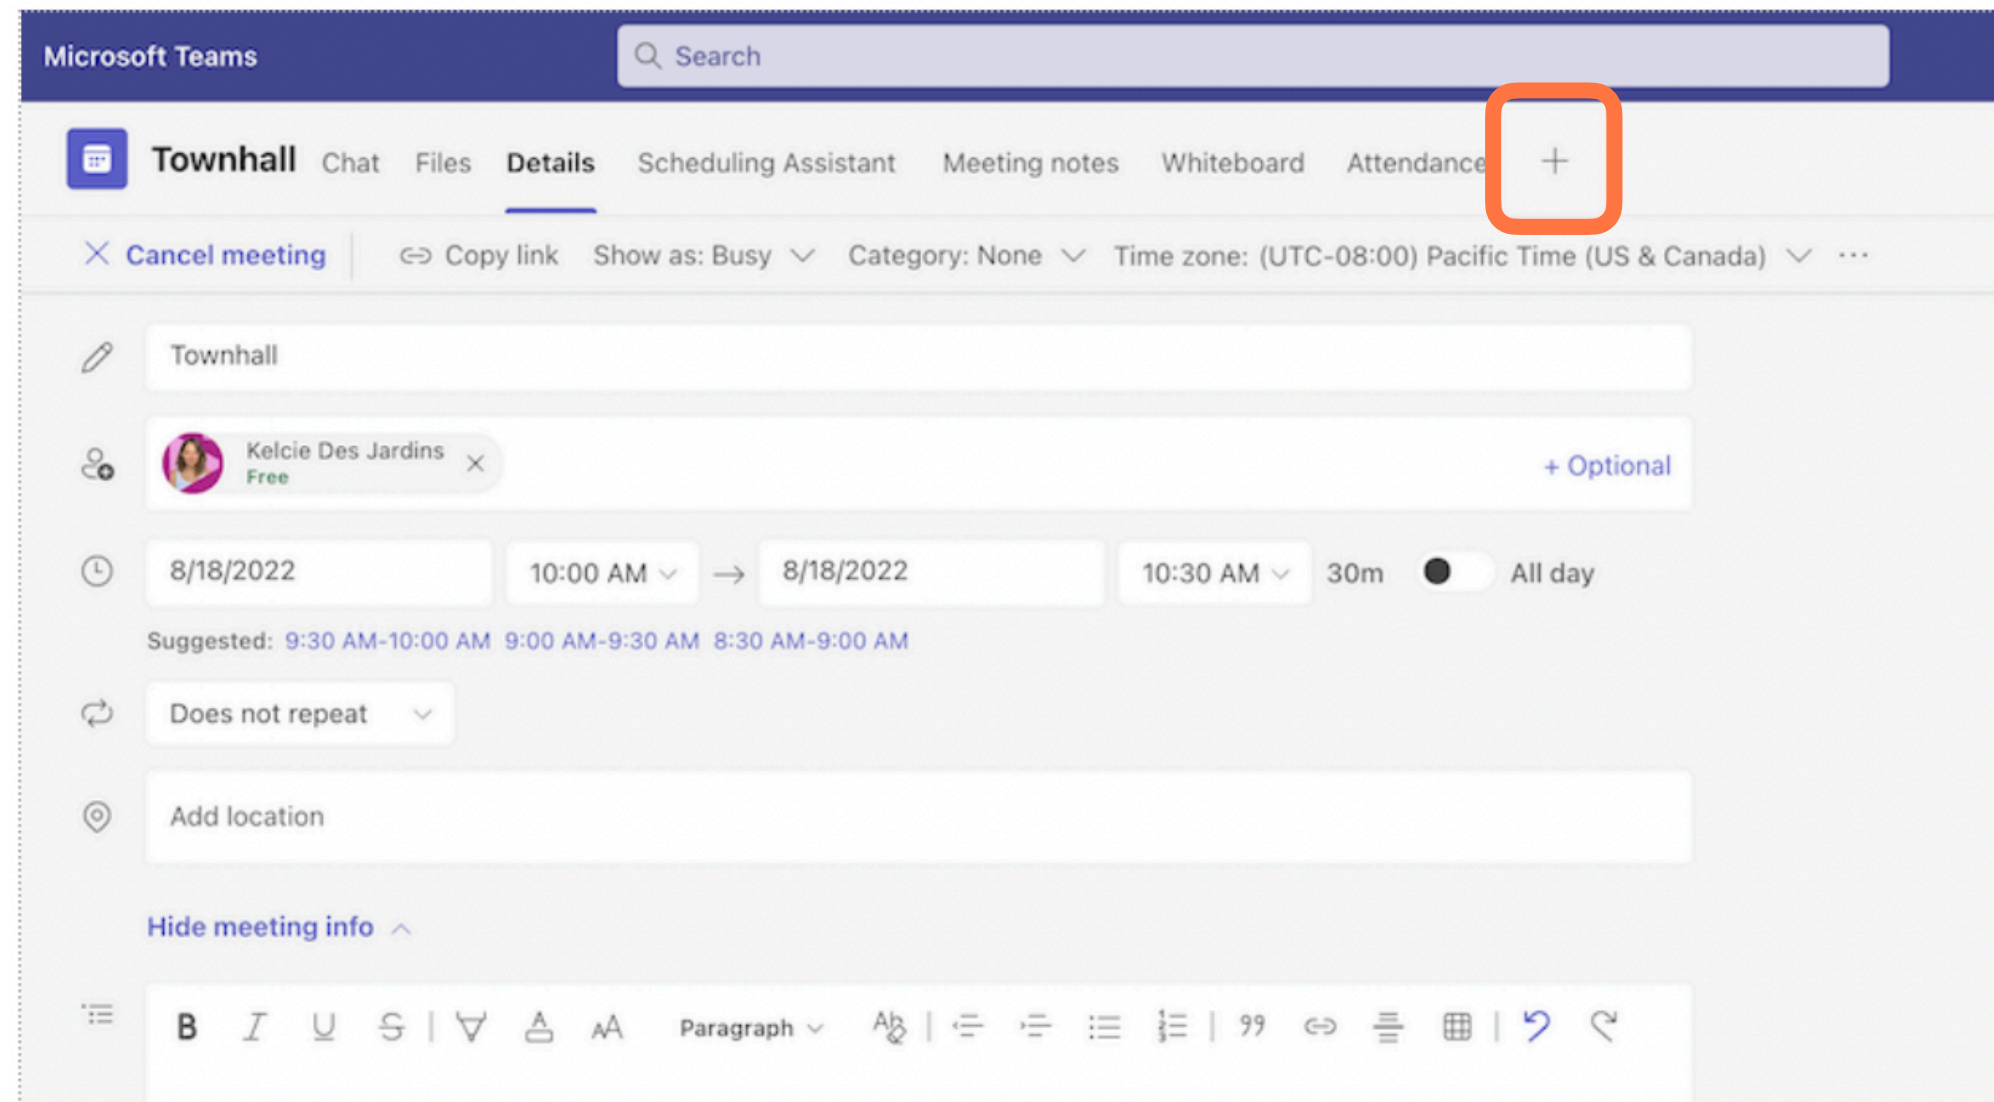 Microsoft Teams
Search
Townhall Chat Files Details Scheduling Assistant Meeting notes Whiteboard Attendance +
Cancel meeting Copy link Show as: Busy Category: None Time zone: (UTC-08:00) Pacific Time (US & Canada) ...
Townhall
Kelcie Des Jardins
Free
+ Optional
8/18/2022 10:00 AM → 8/18/2022 10:30 AM 30m All day
Suggested: 9:30 AM-10:00 AM 9:00 AM-9:30 AM 8:30 AM-9:00 AM
Does not repeat
Add location
Hide meeting info
B I U S A AA Paragraph Ab 99